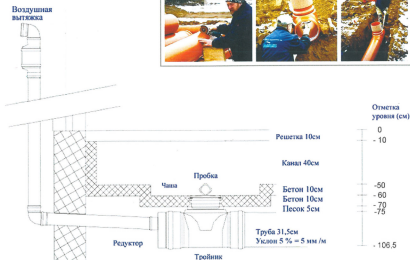 Воздушная
вытяжка
Отметка
уровня (см)
0
Решетка 10см
- 10
Канал 40см
Пробка
Чаша
Бетон 10см
-50
Бетон 10см
- 60
Песок 5см
- 70
-75
Труба 31,5см
Редуктор
Уклон 5 % = 5 мм /м
- 106,5
Тройник